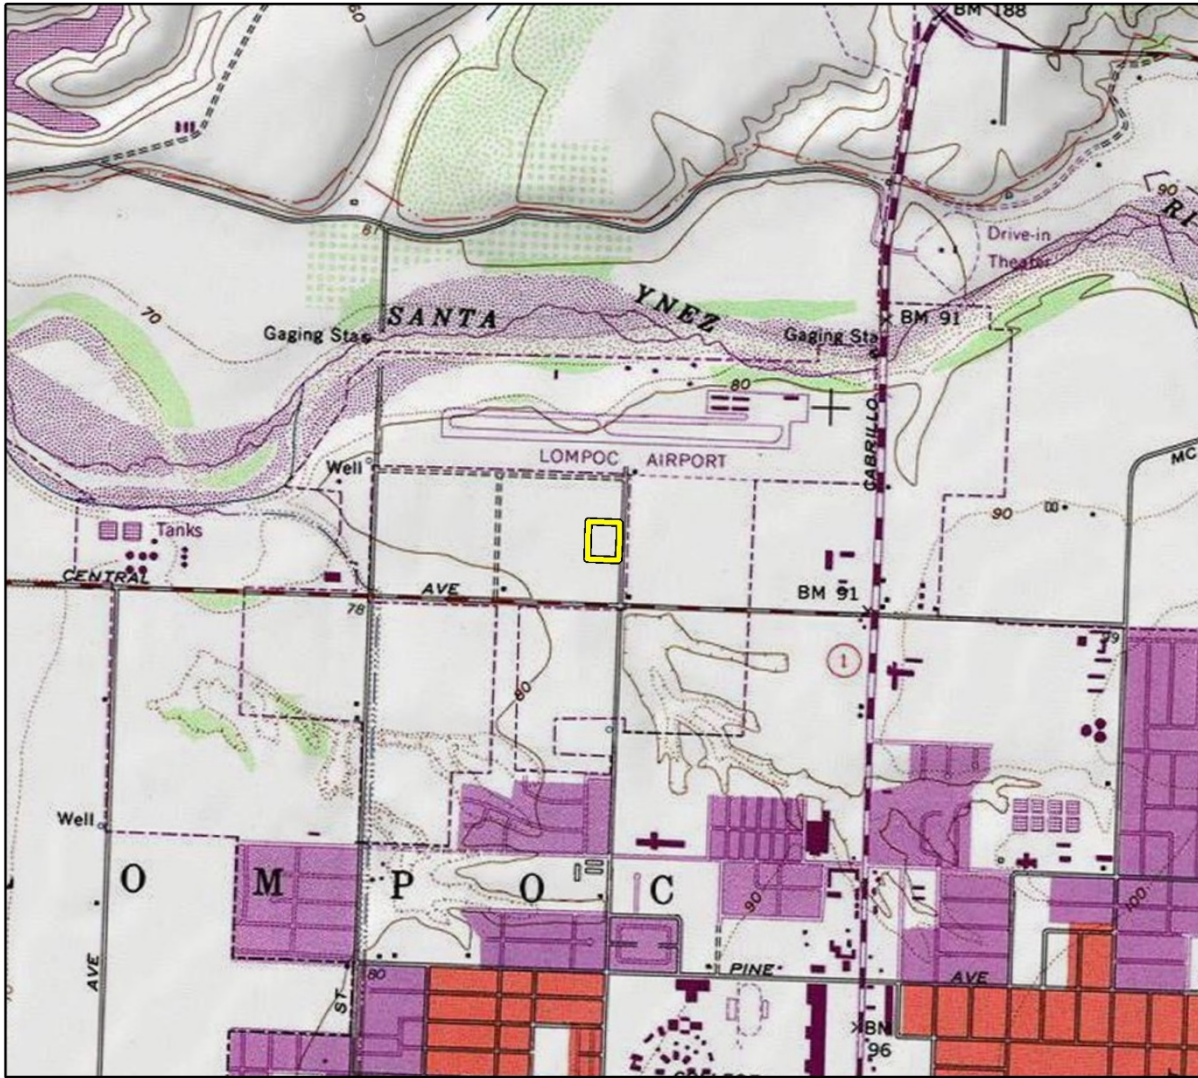 60
BM 188
90
RI
81
Drive-in
Theater
70
SANTA
YNEZ
Gaging Sta
Gaging Sta
BM 91
80
CABRILLO
LOMPOC AIRPORT
MC
Well
90
Tanks
CENTRAL
AVE
BM 91
78
79
1
80
Well
O M P O C
90
100
AVE
80
PINE
AVE
ST
BM
96